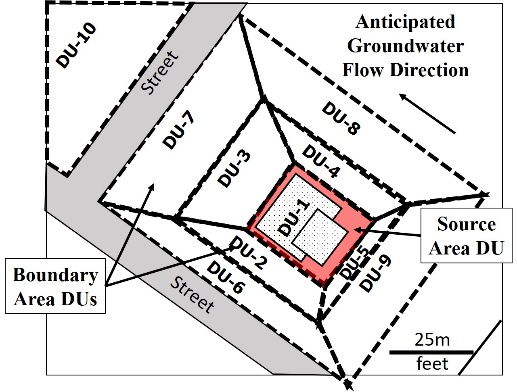 DU-10
Street
Anticipated
Groundwater
Flow Direction
DU-7
DU-8
DU-3
DU-4
DU-1
Source
Area DU
DU-2
DU-5
DU-9
Boundary
Area DUs
DU-6
Street
25m
feet